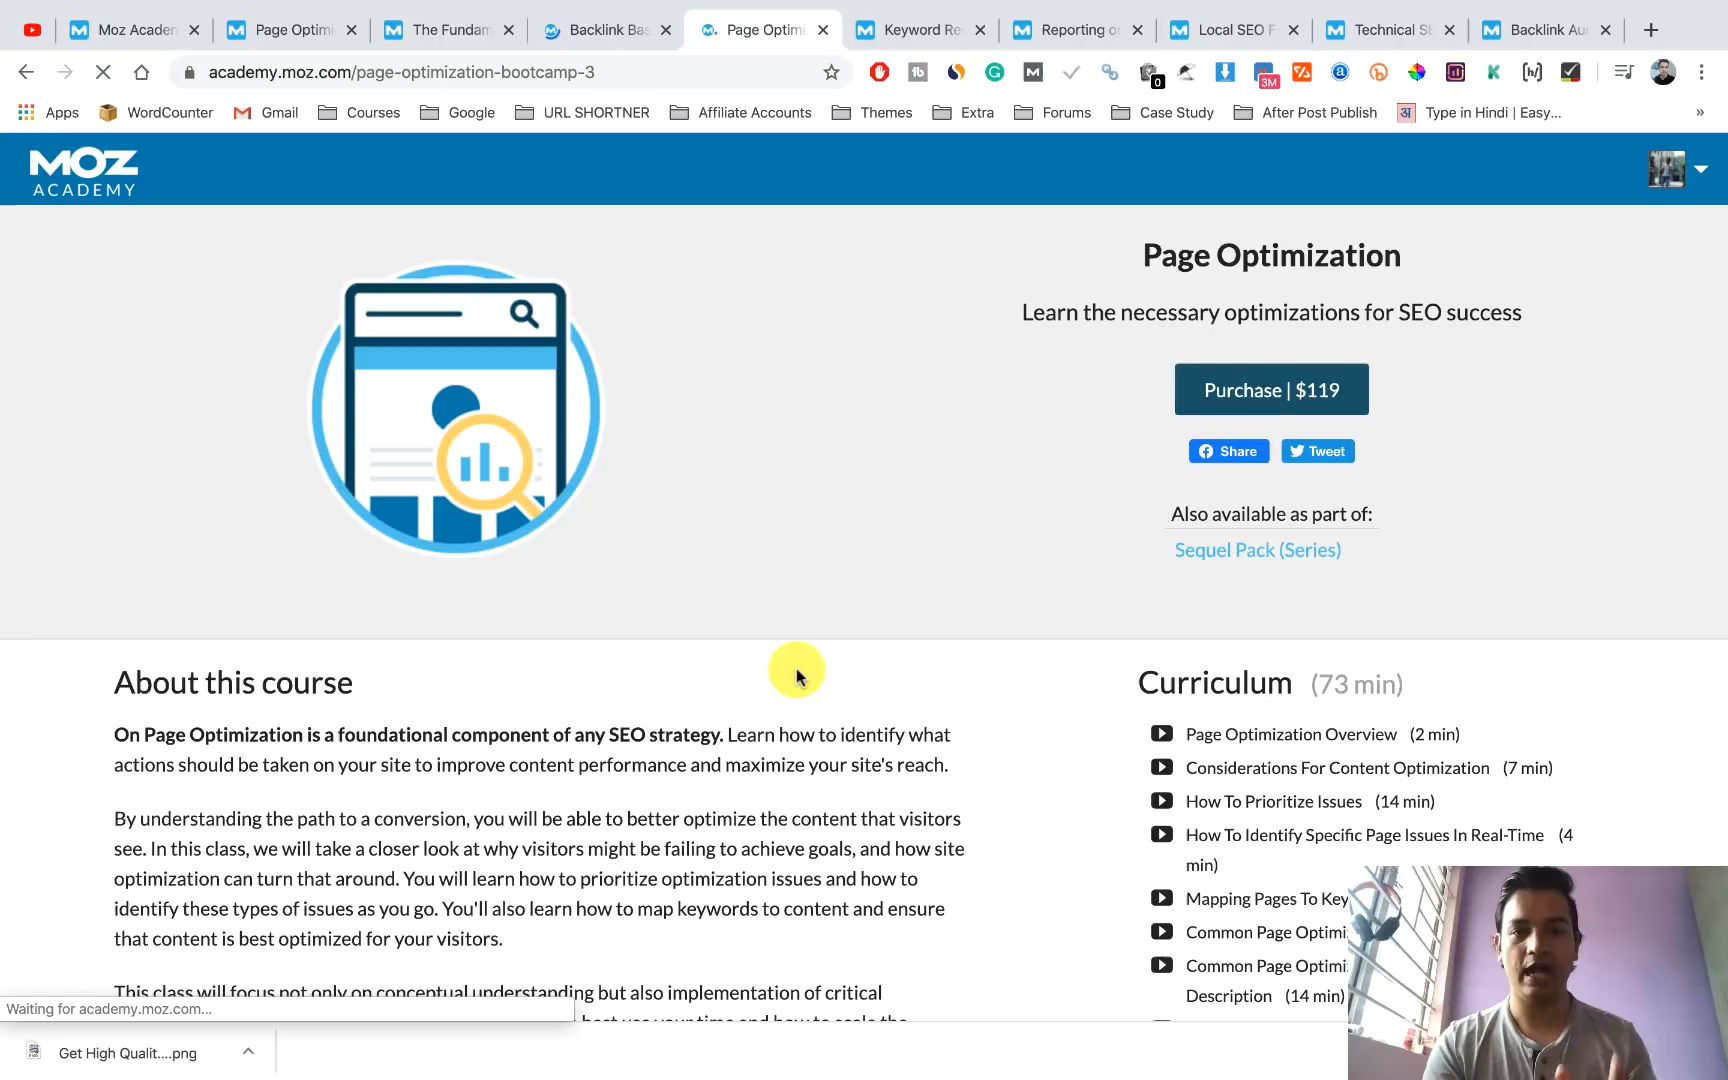 Moz Academ
Page Optimi
The Fundam
Backlink Bas
Page Optimi
Keyword Re
Reporting on
Local SEO F
Technical SE
Backlink Aud
academy.moz.com/page-optimization-bootcamp-3
0
3M
Apps
WordCounter
Gmail
Courses
Google
URL SHORTNER
Affiliate Accounts
Themes
Extra
Forums
Case Study
After Post Publish
Type in Hindi | Easy...
MOZ
ACADEMY
Page Optimization
Learn the necessary optimizations for SEO success
Purchase | $119
Share
Tweet
Also available as part of:
Sequel Pack (Series)
About this course
On Page Optimization is a foundational component of any SEO strategy. Learn how to identify what
actions should be taken on your site to improve content performance and maximize your site's reach.
By understanding the path to a conversion, you will be able to better optimize the content that visitors
see. In this class, we will take a closer look at why visitors might be failing to achieve goals, and how site
optimization can turn that around. You will learn how to prioritize optimization issues and how to
identify these types of issues as you go. You'll also learn how to map keywords to content and ensure
that content is best optimized for your visitors.
This class will focus not only on conceptual understanding but also implementation of critical
Curriculum (73 min)
Page Optimization Overview (2 min)
Considerations For Content Optimization (7 min)
How To Prioritize Issues (14 min)
How To Identify Specific Page Issues In Real-Time (4
min)
Mapping Pages To Key
Common Page Optimi
Common Page Optimi
Description (14 min)
Waiting for academy.moz.com...
Get High Qualit....png